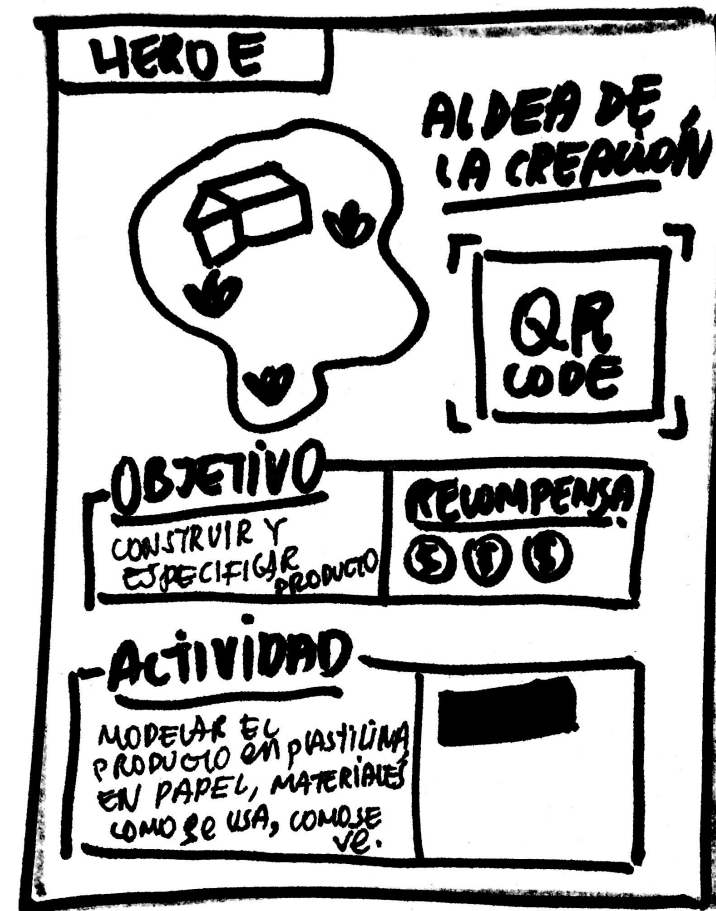 HEROE
ALDEA DE
LA CREACIÓN
QR
CODE
OBJETIVO
CONSTRUIR Y
ESPECIFICAR
PRODUCTO
RECOMPENSA
$ $ $
ACTIVIDAD
MODELAR EL
PRODUCTO en plASTILINA
EN PAPEL, MATERIALES
COMO se USA, COMO SE
ve.